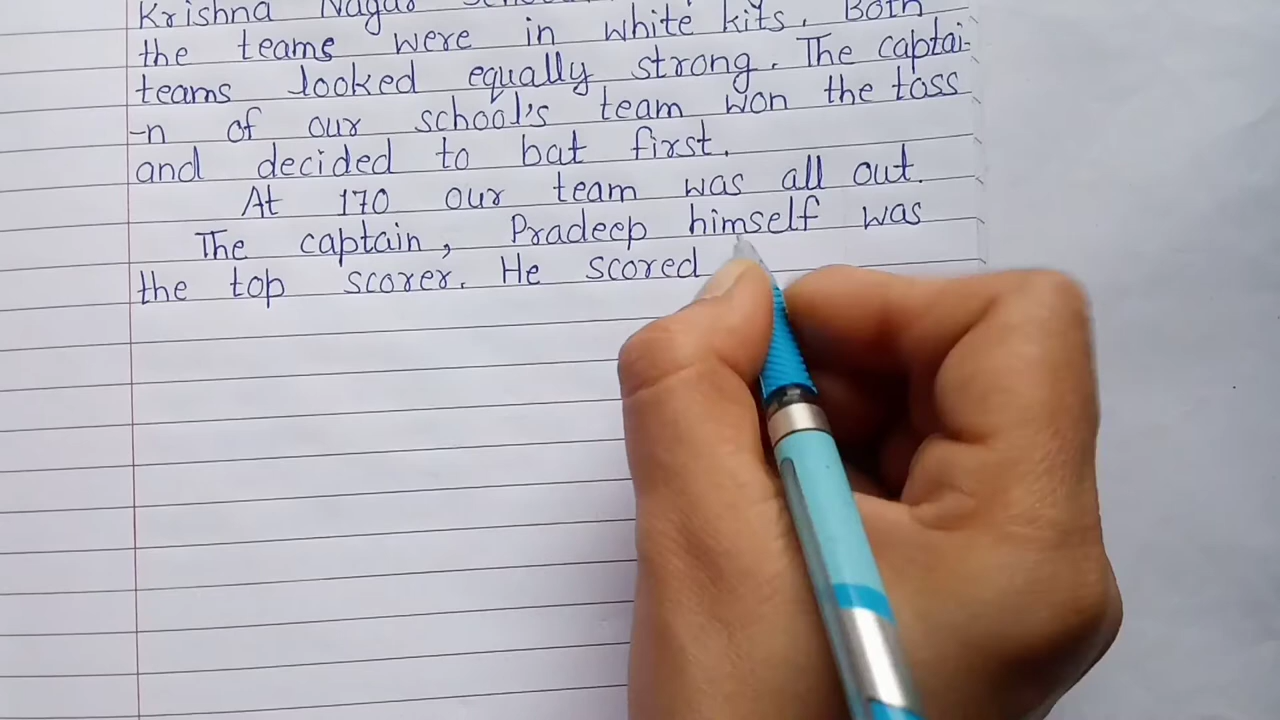 Krishna Nagar
the teams were in white kits. Both
teams looked equally strong. The captai-
-n of our school's team won the toss
and decided to bat first.
At 170 our team was all out.
The captain, Pradeep himself was
the top scorer. He scored